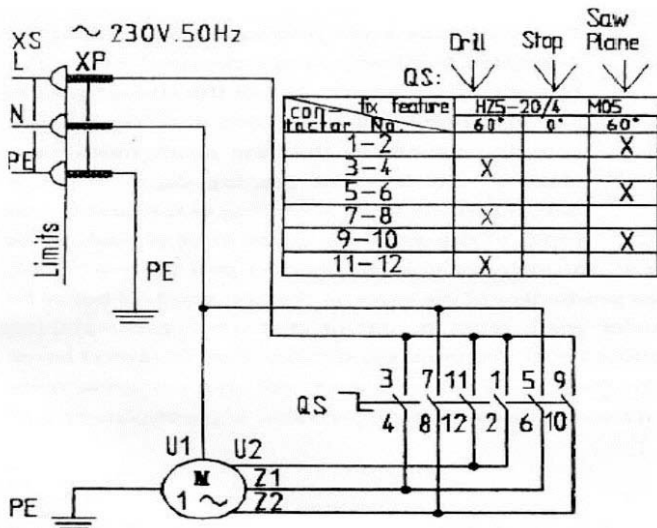 XS ~ 230V.50Hz
L XP
N
PE
Limits
PE
Drill Stop Saw Plane
QS:
fix feature HZ5-20/4 M05
contactor No. 60° 0° 60°
1-2 X
3-4 X
5-6 X
7-8 X
9-10 X
11-12 X
3 7 11 1 5 9
QS
4 8 12 2 6 10
U1 U2
M Z1
1 ~ Z2
PE